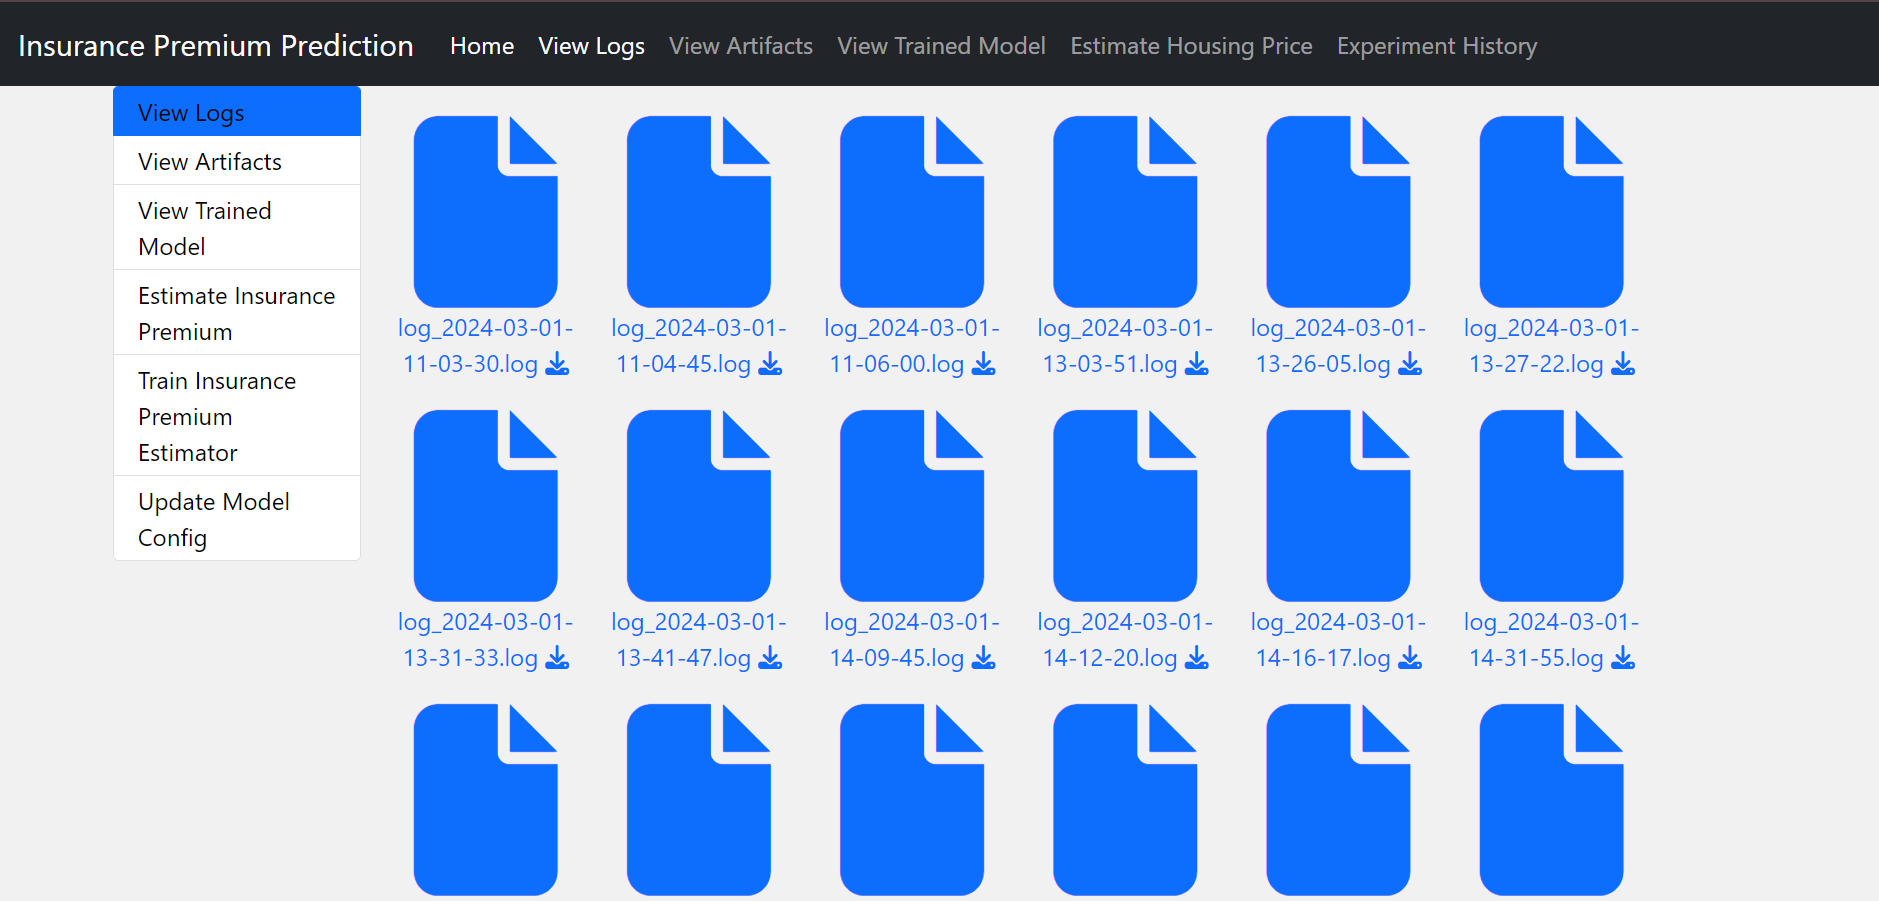 Insurance Premium Prediction Home View Logs View Artifacts View Trained Model Estimate Housing Price Experiment History
View Logs
View Artifacts
View Trained
Model
Estimate Insurance
Premium
Train Insurance
Premium
Estimator
Update Model
Config
log_2024-03-01- log_2024-03-01- log_2024-03-01- log_2024-03-01- log_2024-03-01- log_2024-03-01-
11-03-30.log 11-04-45.log 11-06-00.log 13-03-51.log 13-26-05.log 13-27-22.log
log_2024-03-01- log_2024-03-01- log_2024-03-01- log_2024-03-01- log_2024-03-01- log_2024-03-01-
13-31-33.log 13-41-47.log 14-09-45.log 14-12-20.log 14-16-17.log 14-31-55.log